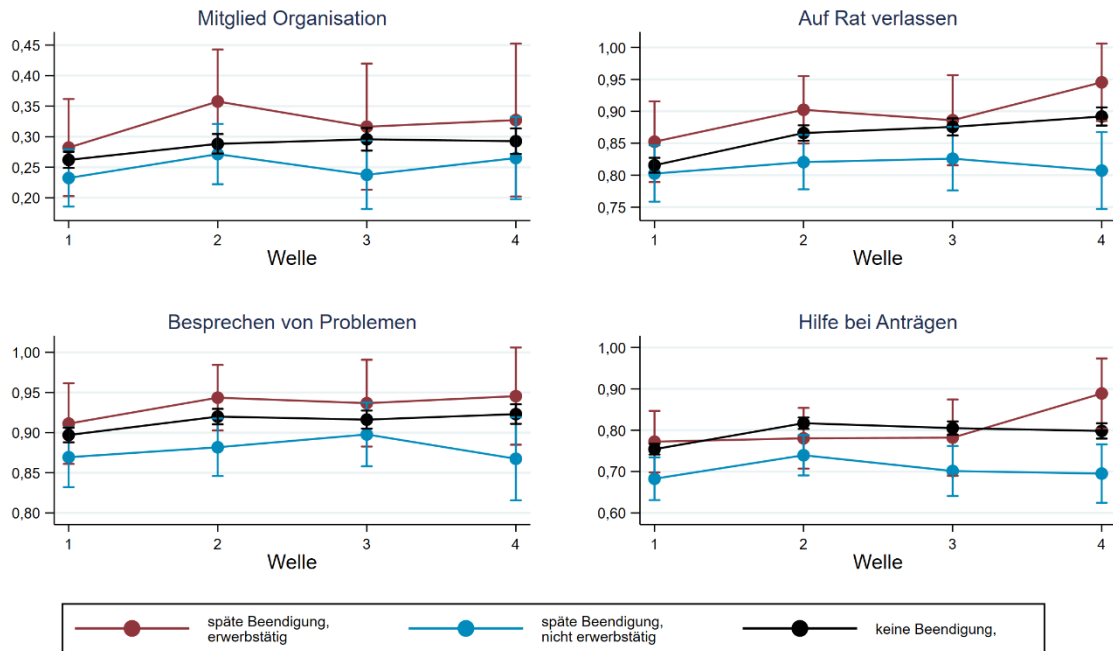 Mitglied Organisation
0,45
0,40
0,35
0,30
0,25
0,20
1 2 3 4
Welle
Auf Rat verlassen
1,00
0,95
0,90
0,85
0,80
0,75
1 2 3 4
Welle
Besprechen von Problemen
1,00
0,95
0,90
0,85
0,80
1 2 3 4
Welle
Hilfe bei Anträgen
1,00
0,90
0,80
0,70
0,60
1 2 3 4
Welle
späte Beendigung,
erwerbstätig
späte Beendigung,
nicht erwerbstätig
keine Beendigung,